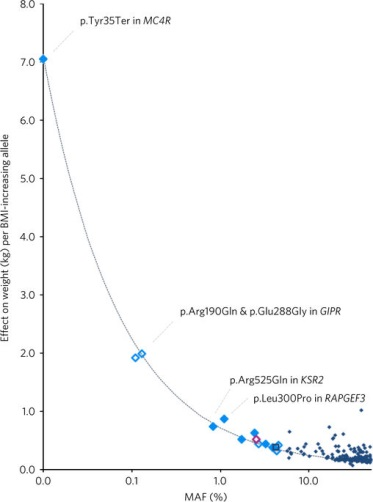 8.0
p.Tyr35Ter in MC4R
7.0
6.0
5.0
4.0
3.0
p.Arg190Gln & p.Glu288Gly in GIPR
2.0
p.Arg525Gln in KSR2
p.Leu300Pro in RAPGEF3
1.0
0.0
Effect on weight (kg) per BMI-increasing allele
0.0 0.1 1.0 10.0
MAF (%)